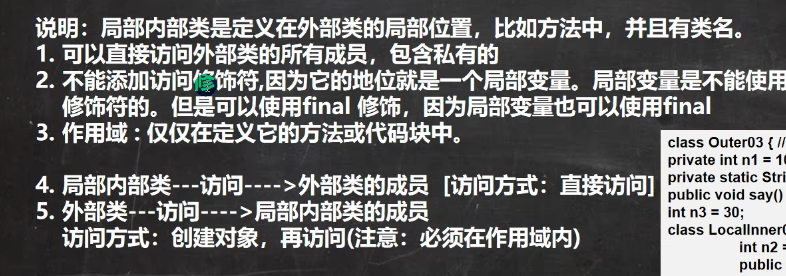 说明：局部内部类是定义在外部类的局部位置，比如方法中，并且有类名。
1. 可以直接访问外部类的所有成员，包含私有的
2. 不能添加访问修饰符,因为它的地位就是一个局部变量。局部变量是不能使用
修饰符的。但是可以使用final 修饰，因为局部变量也可以使用final
3. 作用域 : 仅仅在定义它的方法或代码块中。
4. 局部内部类---访问---->外部类的成员 [访问方式：直接访问]
5. 外部类---访问---->局部内部类的成员
访问方式：创建对象，再访问(注意：必须在作用域内)
class Outer03 { //
private int n1 = 10
private static Stri
public void say()
int n3 = 30;
class LocalInner0
int n2 =
public